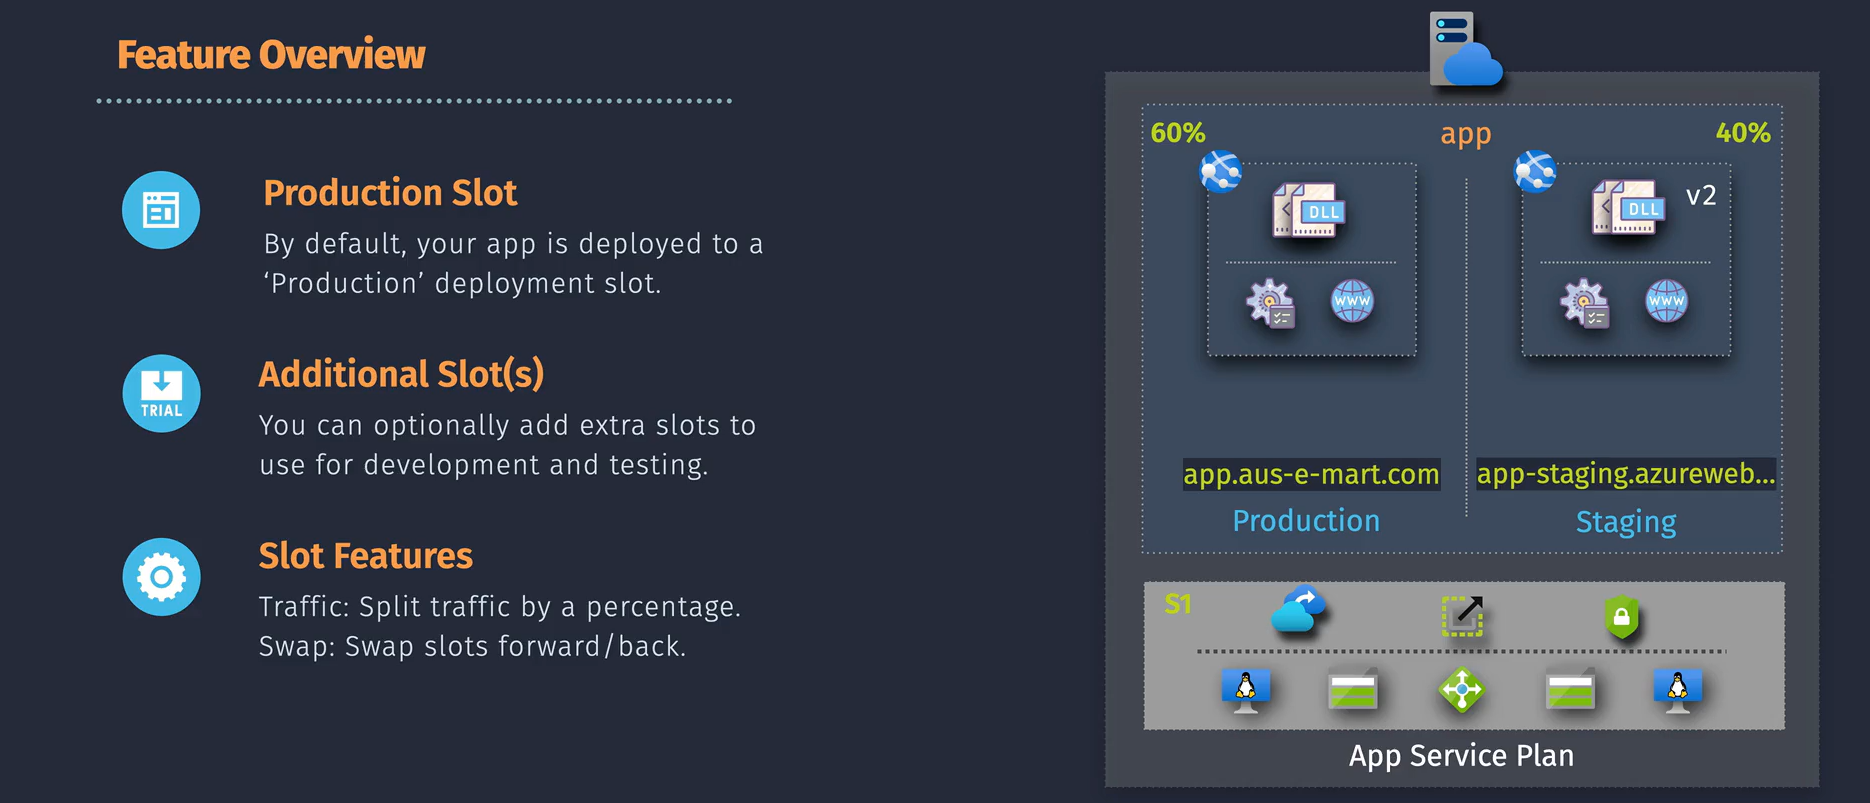 Feature Overview
Production Slot
By default, your app is deployed to a
‘Production’ deployment slot.
TRIAL
Additional Slot(s)
You can optionally add extra slots to
use for development and testing.
Slot Features
Traffic: Split traffic by a percentage.
Swap: Swap slots forward/back.
60%
app
40%
DLL
WWW
DLL
v2
WWW
app.aus-e-mart.com
app-staging.azureweb...
Production
Staging
S1
App Service Plan